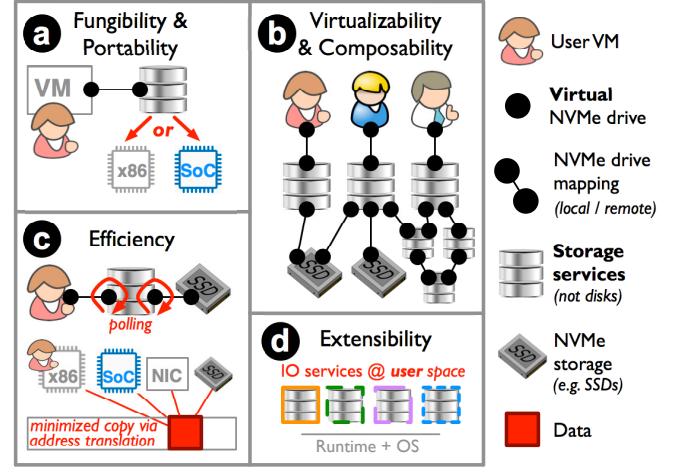 a
Fungibility &
Portability
VM
or
x86
SoC
b
Virtualizability
& Composability
SSD
SSD
c
Efficiency
SSD
polling
x86
SoC
NIC
SSD
minimized copy via
address translation
d
Extensibility
IO services @ user space
Runtime + OS
User VM
Virtual
NVMe drive
NVMe drive
mapping
(local / remote)
Storage
services
(not disks)
SSD
NVMe
storage
(e.g. SSDs)
Data